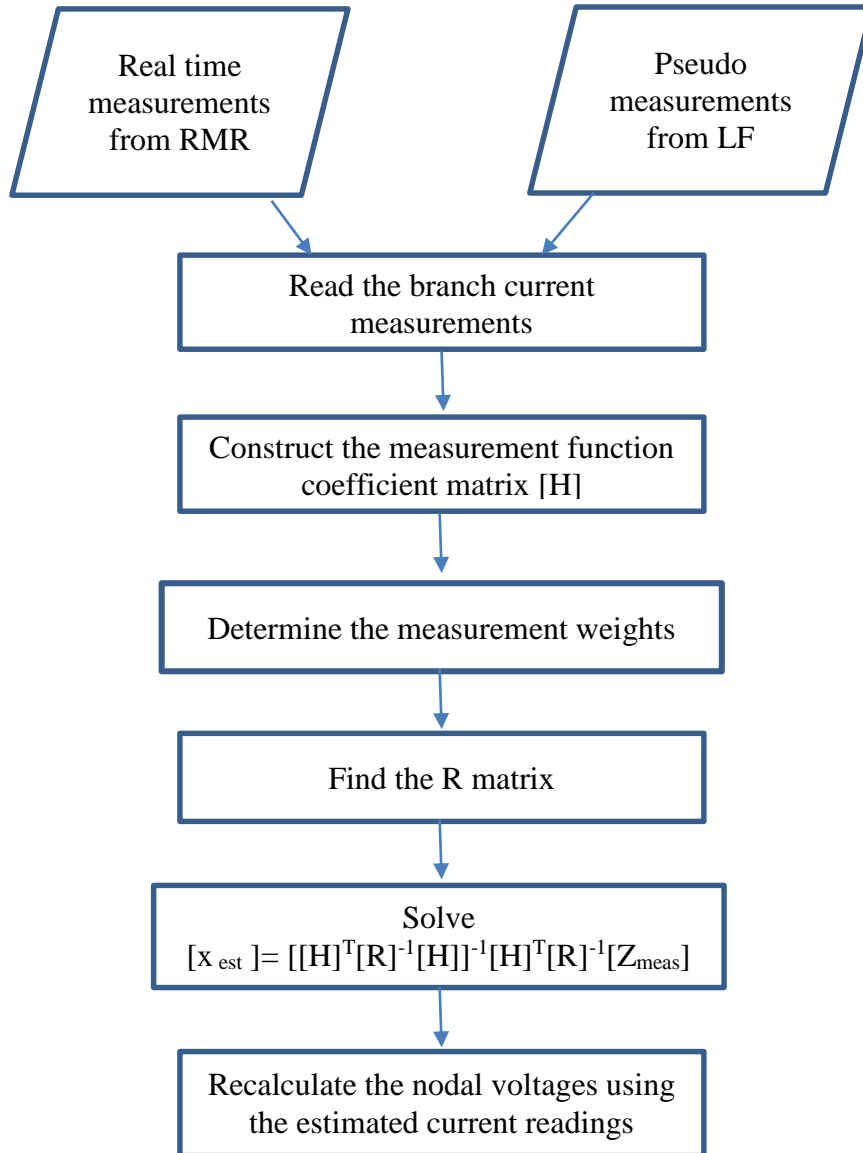 Real time
measurements
from RMR
Pseudo
measurements
from LF
Read the branch current
measurements
Construct the measurement function
coefficient matrix [H]
Determine the measurement weights
Find the R matrix
Solve
[x est ]= [[H]ᵀ[R]⁻¹[H]]⁻¹[H]ᵀ[R]⁻¹[Zmeas]
Recalculate the nodal voltages using
the estimated current readings